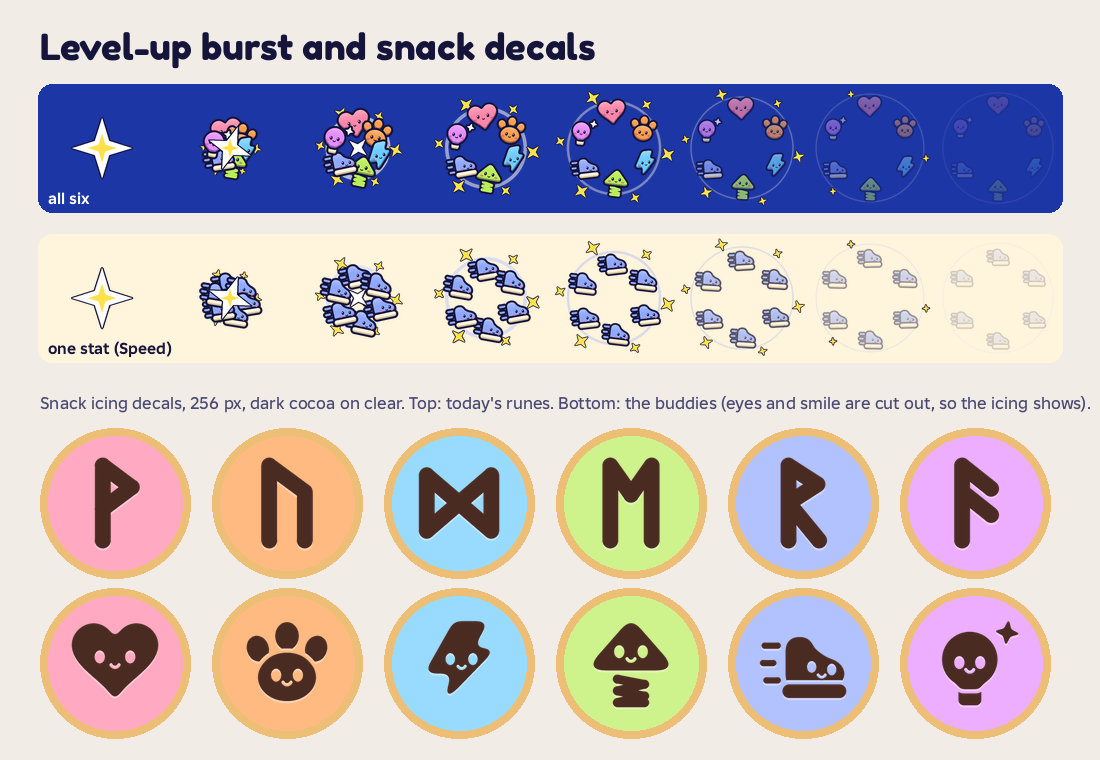 Level-up burst and snack decals
all six
one stat (Speed)
Snack icing decals, 256 px, dark cocoa on clear. Top: today's runes. Bottom: the buddies (eyes and smile are cut out, so the icing shows).
ᚹ ᚢ ᛞ ᛖ ᚱ ᚨ